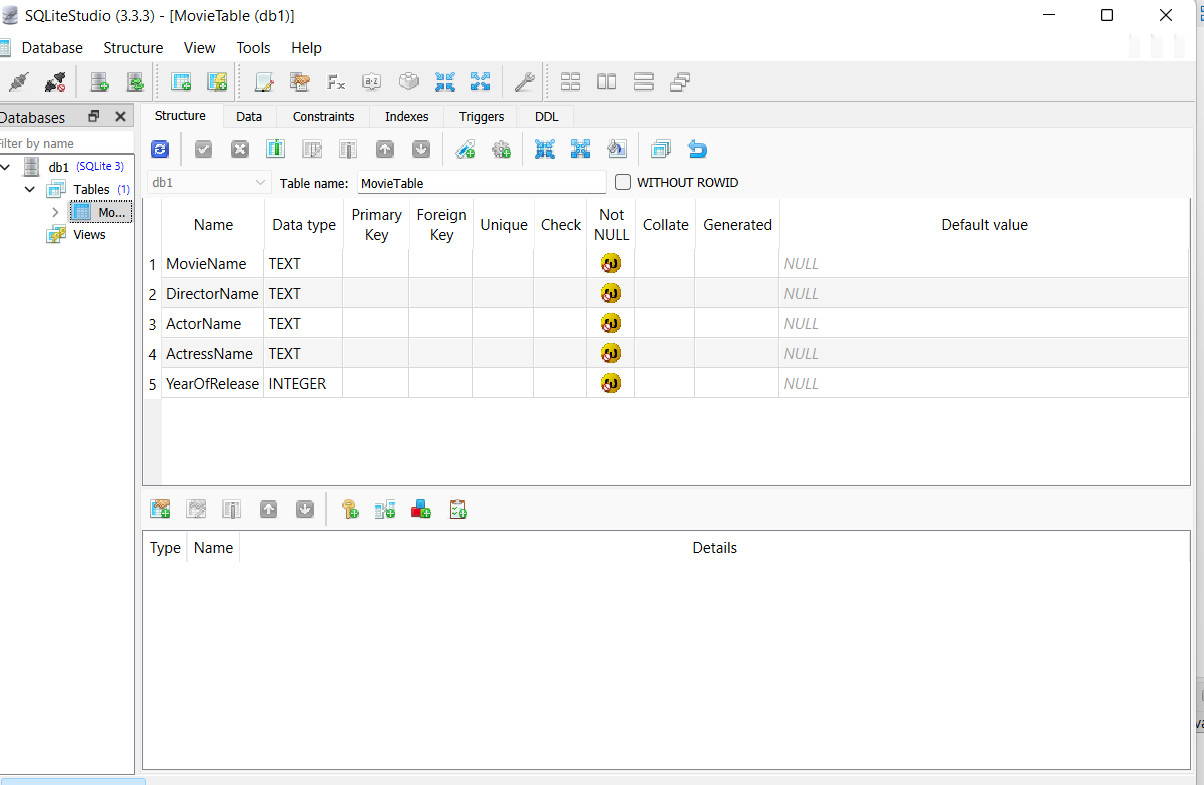 SQLiteStudio (3.3.3) - [MovieTable (db1)]
Database Structure View Tools Help
Databases
Structure Data Constraints Indexes Triggers DDL
Filter by name
db1 (SQLite 3)
Tables (1)
Mo...
Views
db1 Table name: MovieTable WITHOUT ROWID
Name Data type Primary Key Foreign Key Unique Check Not NULL Collate Generated Default value
1 MovieName TEXT NULL
2 DirectorName TEXT NULL
3 ActorName TEXT NULL
4 ActressName TEXT NULL
5 YearOfRelease INTEGER NULL
Type Name Details